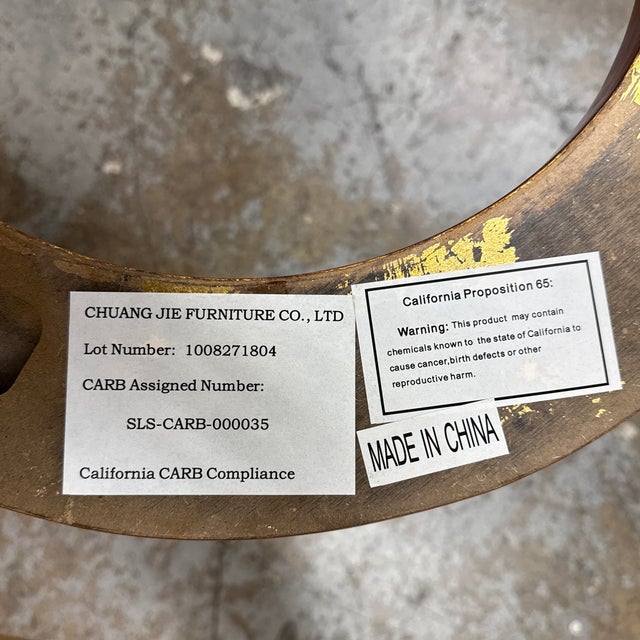 CHUANG JIE FURNITURE CO., LTD
Lot Number: 1008271804
CARB Assigned Number:
SLS-CARB-000035
California CARB Compliance
California Proposition 65:
Warning: This product may contain
chemicals known to the state of California to
cause cancer,birth defects or other
reproductive harm.
MADE IN CHINA